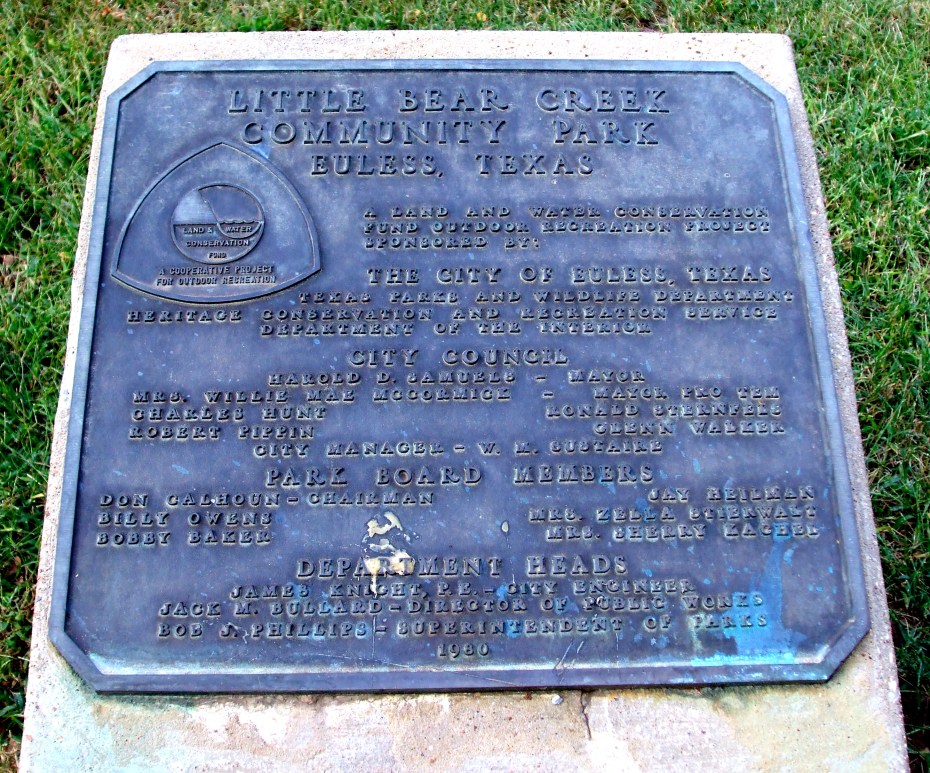 LITTLE BEAR CREEK
COMMUNITY PARK
EULESS, TEXAS
LAND & WATER
CONSERVATION
FUND
A COOPERATIVE PROJECT
FOR OUTDOOR RECREATION
A LAND AND WATER CONSERVATION
FUND OUTDOOR RECREATION PROJECT
SPONSORED BY:
THE CITY OF EULESS, TEXAS
TEXAS PARKS AND WILDLIFE DEPARTMENT
HERITAGE CONSERVATION AND RECREATION SERVICE
DEPARTMENT OF THE INTERIOR
CITY COUNCIL
HAROLD D. SAMUELS - MAYOR
MRS. WILLIE MAE MCCORMICK - MAYOR PRO TEM
CHARLES HUNT RONALD STERNFELS
ROBERT PIPPIN GLENN WALKER
CITY MANAGER - W. M. SUSTAIRE
PARK BOARD MEMBERS
DON CALHOUN - CHAIRMAN JAY HEILMAN
BILLY OWENS MRS. ZELLA STIERWALT
BOBBY BAKER MRS. SHERRY KACHEL
DEPARTMENT HEADS
JAMES KNIGHT, P.E. - CITY ENGINEER
JACK M. BULLARD - DIRECTOR OF PUBLIC WORKS
BOB J. PHILLIPS - SUPERINTENDENT OF PARKS
1980